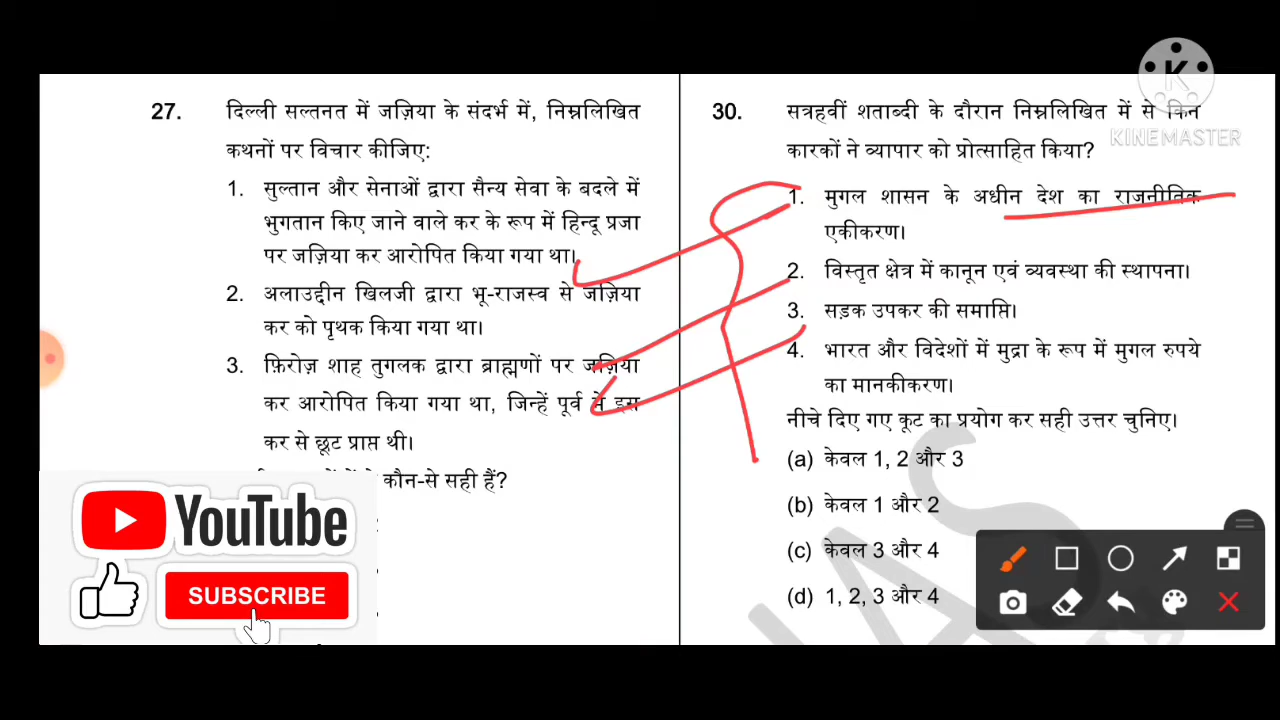 27. दिल्ली सल्तनत में जज़िया के संदर्भ में, निम्नलिखित
कथनों पर विचार कीजिए:
1. सुल्तान और सेनाओं द्वारा सैन्य सेवा के बदले में
भुगतान किए जाने वाले कर के रूप में हिन्दू प्रजा
पर जज़िया कर आरोपित किया गया था।
2. अलाउद्दीन खिलजी द्वारा भू-राजस्व से जज़िया
कर को पृथक किया गया था।
3. फ़िरोज़ शाह तुगलक द्वारा ब्राह्मणों पर जज़िया
कर आरोपित किया गया था, जिन्हें पूर्व में इस
कर से छूट प्राप्त थी।
कौन-से सही हैं?
YouTube
SUBSCRIBE
30. सत्रहवीं शताब्दी के दौरान निम्नलिखित में से किन
कारकों ने व्यापार को प्रोत्साहित किया?
1. मुगल शासन के अधीन देश का राजनीतिक
एकीकरण।
2. विस्तृत क्षेत्र में कानून एवं व्यवस्था की स्थापना।
3. सड़क उपकर की समाप्ति।
4. भारत और विदेशों में मुद्रा के रूप में मुगल रुपये
का मानकीकरण।
नीचे दिए गए कूट का प्रयोग कर सही उत्तर चुनिए।
(a) केवल 1, 2 और 3
(b) केवल 1 और 2
(c) केवल 3 और 4
(d) 1, 2, 3 और 4
K
KINEMASTER